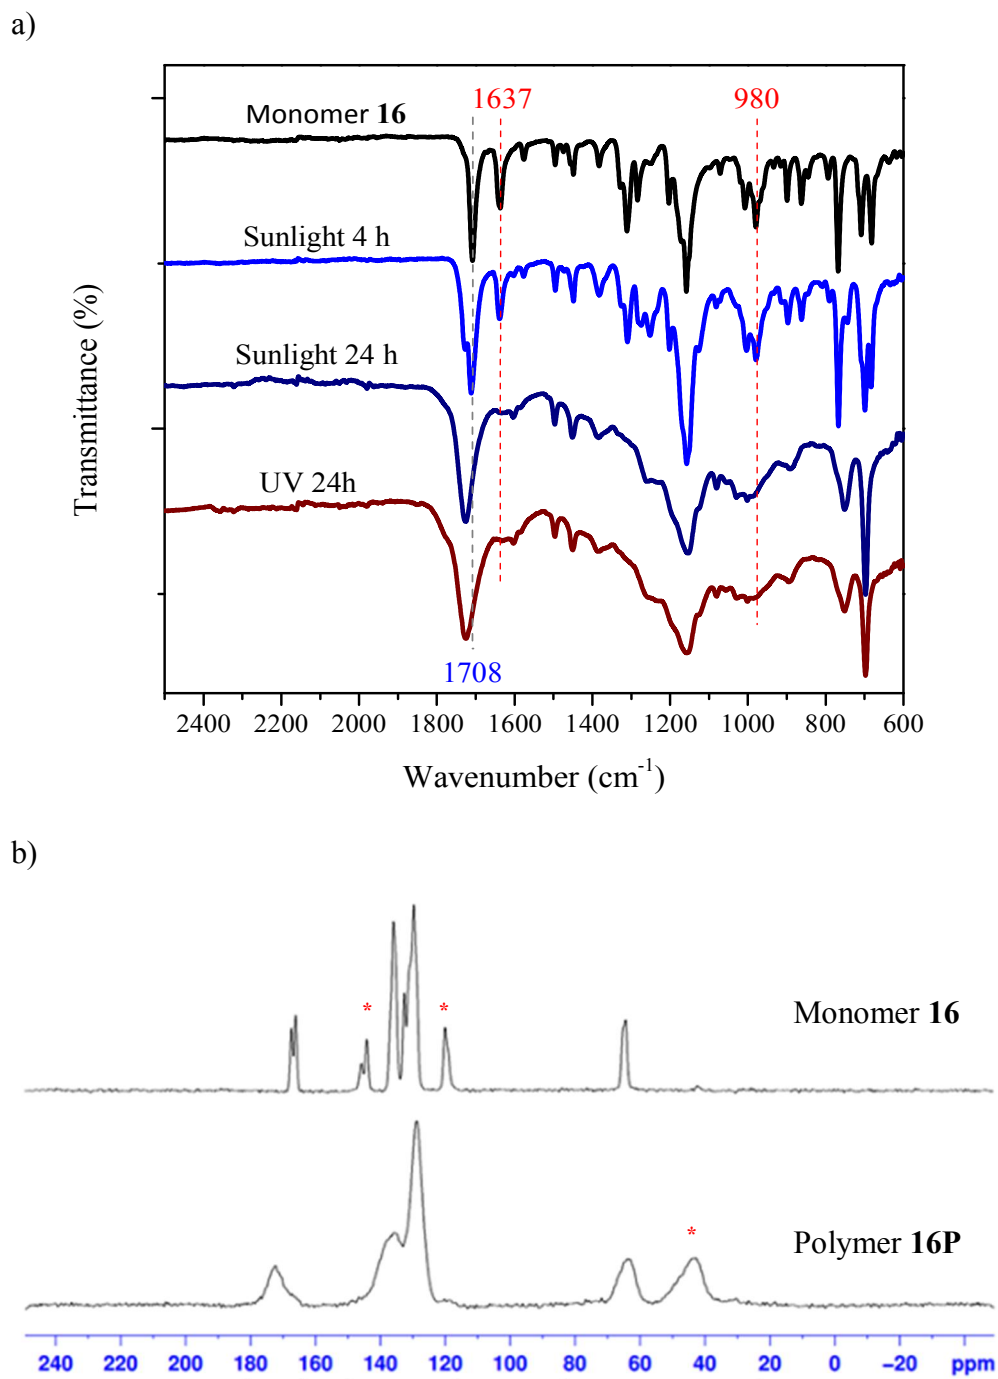 a)
1637
980
Monomer 16
Sunlight 4 h
Sunlight 24 h
UV 24h
1708
Transmittance (%)
2400 2200 2000 1800 1600 1400 1200 1000 800 600
Wavenumber (cm-1)
b)
* *
Monomer 16
*
Polymer 16P
240 220 200 180 160 140 120 100 80 60 40 20 0 −20 ppm